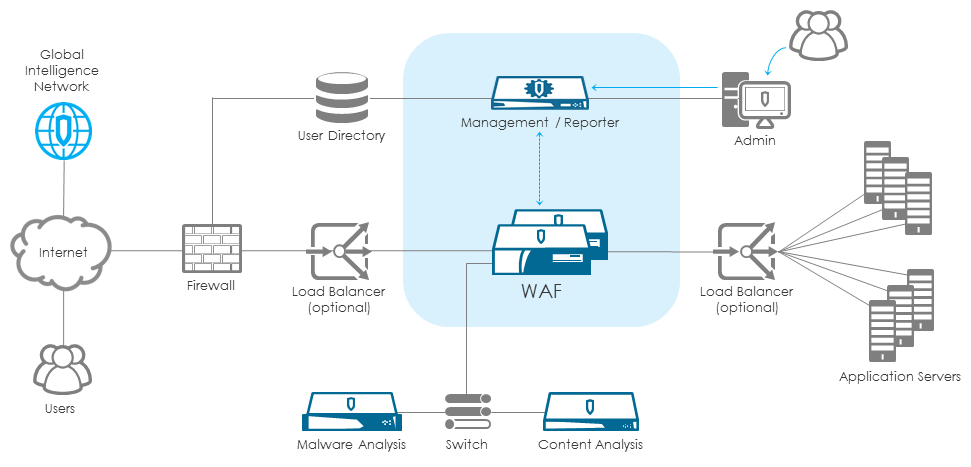 Global
Intelligence
Network
User Directory
Management / Reporter
Admin
Internet
Firewall
Load Balancer
(optional)
WAF
Load Balancer
(optional)
Users
Application Servers
Malware Analysis
Switch
Content Analysis